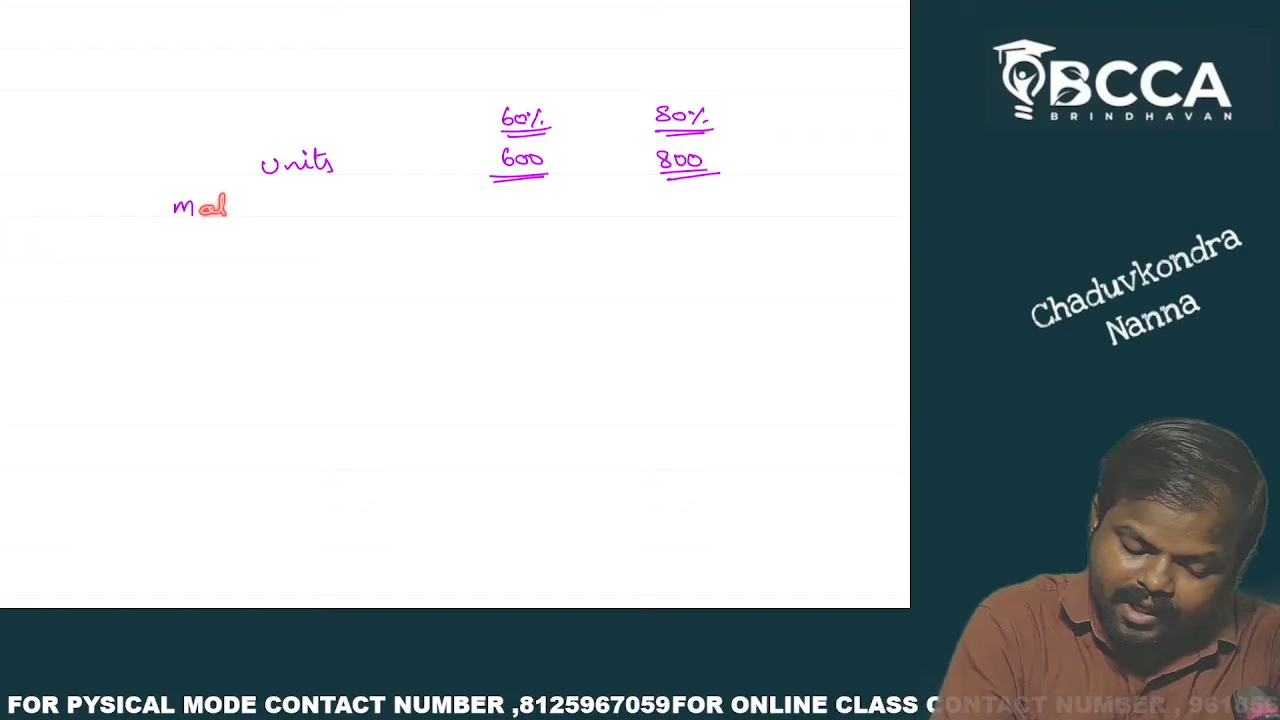 60% 80%
Units 600 800
Mat
BCCA
BRINDHAVAN
Chaduvkondra
Nanna
FOR PYSICAL MODE CONTACT NUMBER ,8125967059FOR ONLINE CLASS CONTACT NUMBER , 96185